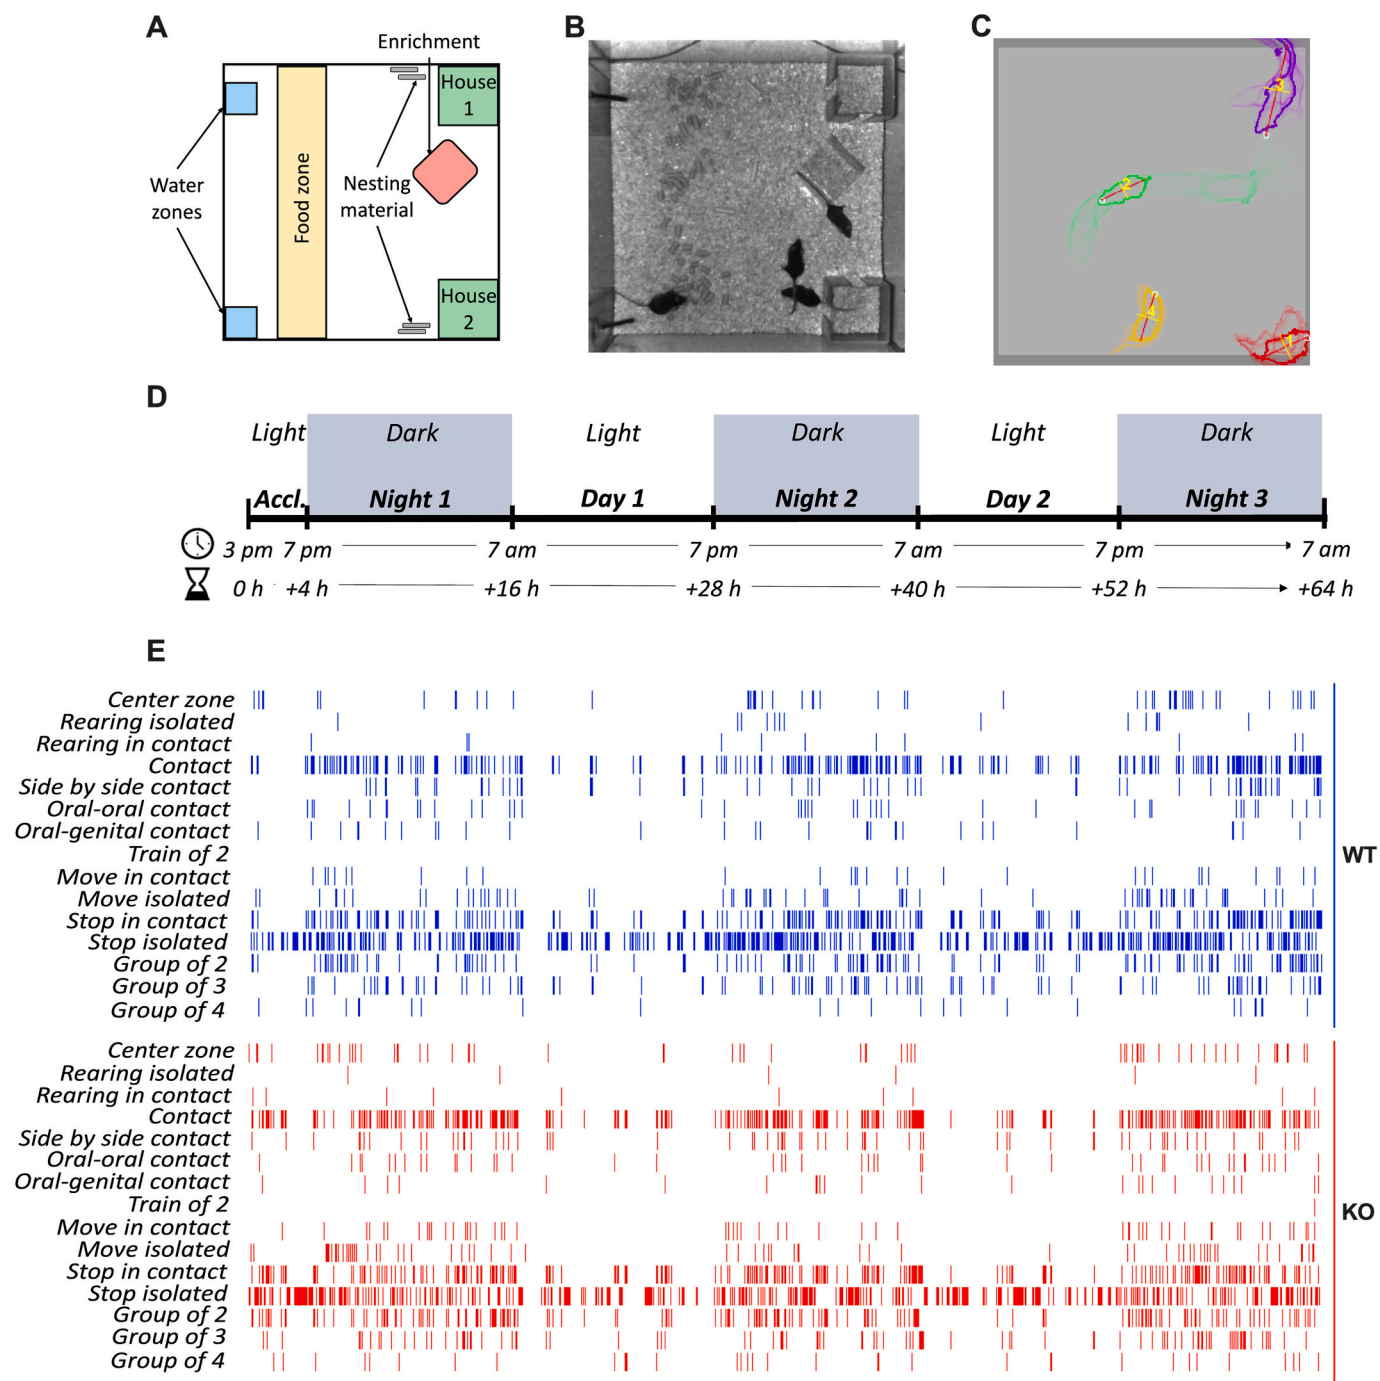 A
B
C
Enrichment
House
1
Water
zones
Food zone
Nesting
material
House
2
3
2
4
1
D
Light
Dark
Light
Dark
Light
Dark
Accl.
Night 1
Day 1
Night 2
Day 2
Night 3
3 pm
7 pm
7 am
7 pm
7 am
7 pm
7 am
0 h
+4 h
+16 h
+28 h
+40 h
+52 h
+64 h
E
Center zone
Rearing isolated
Rearing in contact
Contact
Side by side contact
Oral-oral contact
Oral-genital contact
Train of 2
Move in contact
Move isolated
Stop in contact
Stop isolated
Group of 2
Group of 3
Group of 4
WT
Center zone
Rearing isolated
Rearing in contact
Contact
Side by side contact
Oral-oral contact
Oral-genital contact
Train of 2
Move in contact
Move isolated
Stop in contact
Stop isolated
Group of 2
Group of 3
Group of 4
KO